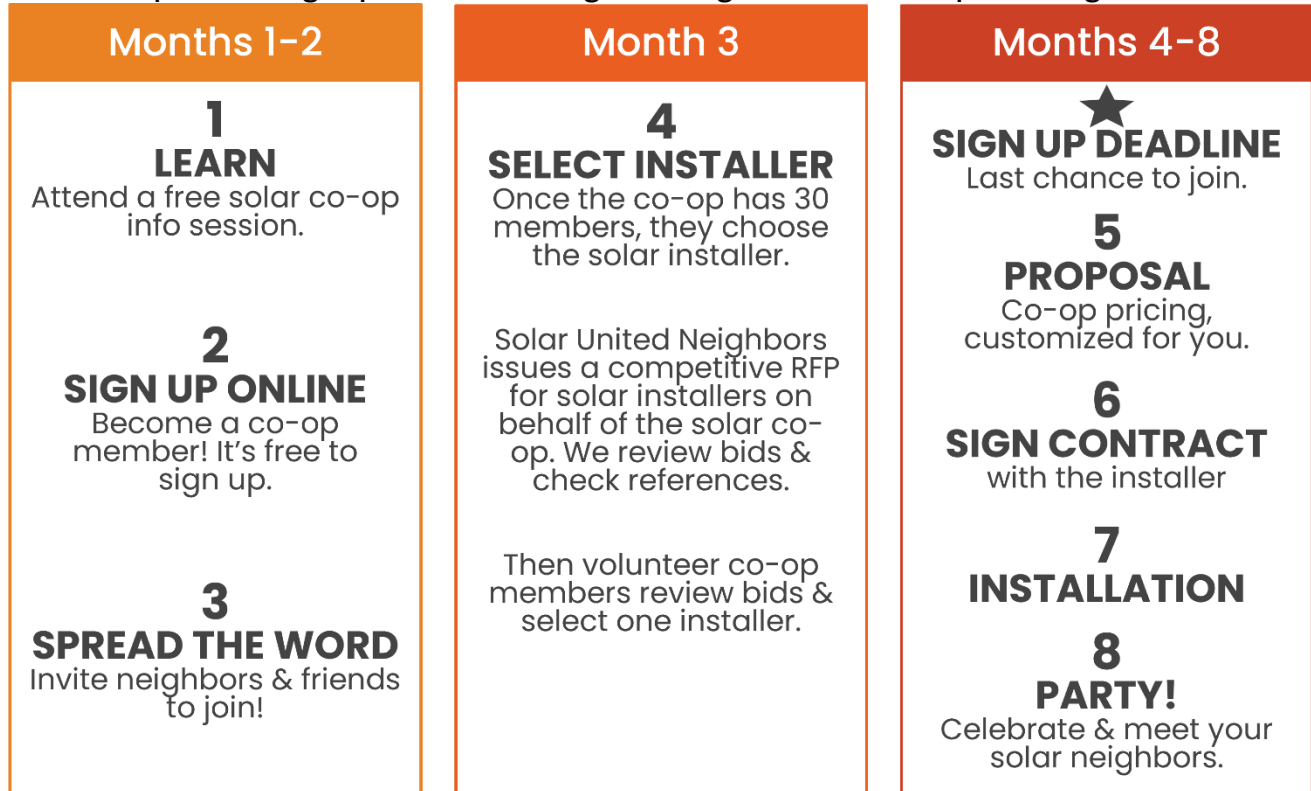 Months 1-2
1
LEARN
Attend a free solar co-op
info session.
2
SIGN UP ONLINE
Become a co-op
member! It's free to
sign up.
3
SPREAD THE WORD
Invite neighbors & friends
to join!
Month 3
4
SELECT INSTALLER
Once the co-op has 30
members, they choose
the solar installer.
Solar United Neighbors
issues a competitive RFP
for solar installers on
behalf of the solar co-
op. We review bids &
check references.
Then volunteer co-op
members review bids &
select one installer.
Months 4-8
SIGN UP DEADLINE
Last chance to join.
5
PROPOSAL
Co-op pricing,
customized for you.
6
SIGN CONTRACT
with the installer
7
INSTALLATION
8
PARTY!
Celebrate & meet your
solar neighbors.